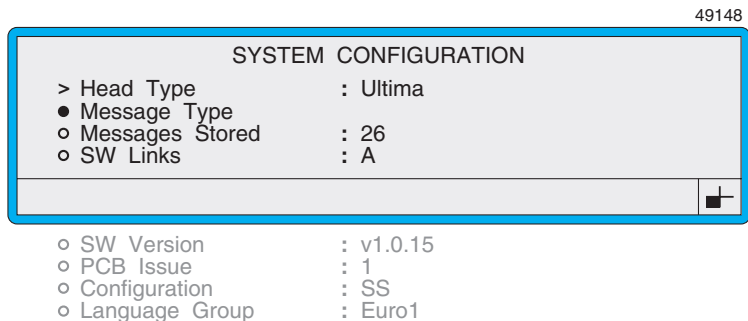 49148
SYSTEM CONFIGURATION
> Head Type : Ultima
● Message Type
○ Messages Stored : 26
○ SW Links : A
○ SW Version : v1.0.15
○ PCB Issue : 1
○ Configuration : SS
○ Language Group : Euro1